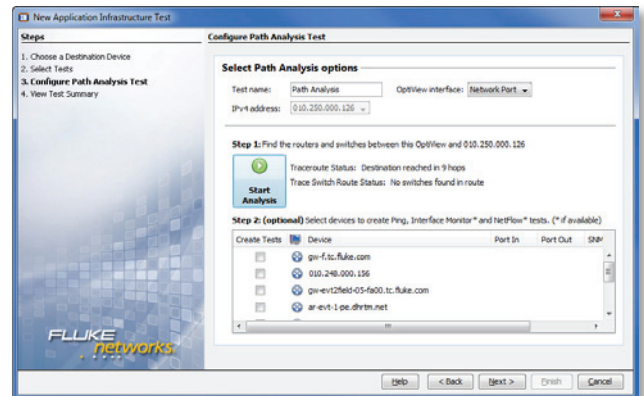 New Application Infrastructure Test
Steps
1. Choose a Destination Device
2. Select Tests
3. Configure Path Analysis Test
4. View Test Summary
FLUKE
networks.
Configure Path Analysis Test
Select Path Analysis options
Test name: Path Analysis OptiView interface: Network Port
IPv4 address: 010.250.000.126
Step 1: Find the routers and switches between this OptiView and 010.250.000.126
Start Analysis
Traceroute Status: Destination reached in 9 hops
Trace Switch Route Status: No switches found in route
Step 2: (optional) Select devices to create Ping, Interface Monitor* and NetFlow* tests. (* if available)
Create Tests Device Port In Port Out SNM
gw-f.tc.fluke.com
010.248.000.156
gw-evt2field-05-fa00.tc.fluke.com
ar-evt-1-pe.dhrtm.net
Help < Back Next > Finish Cancel